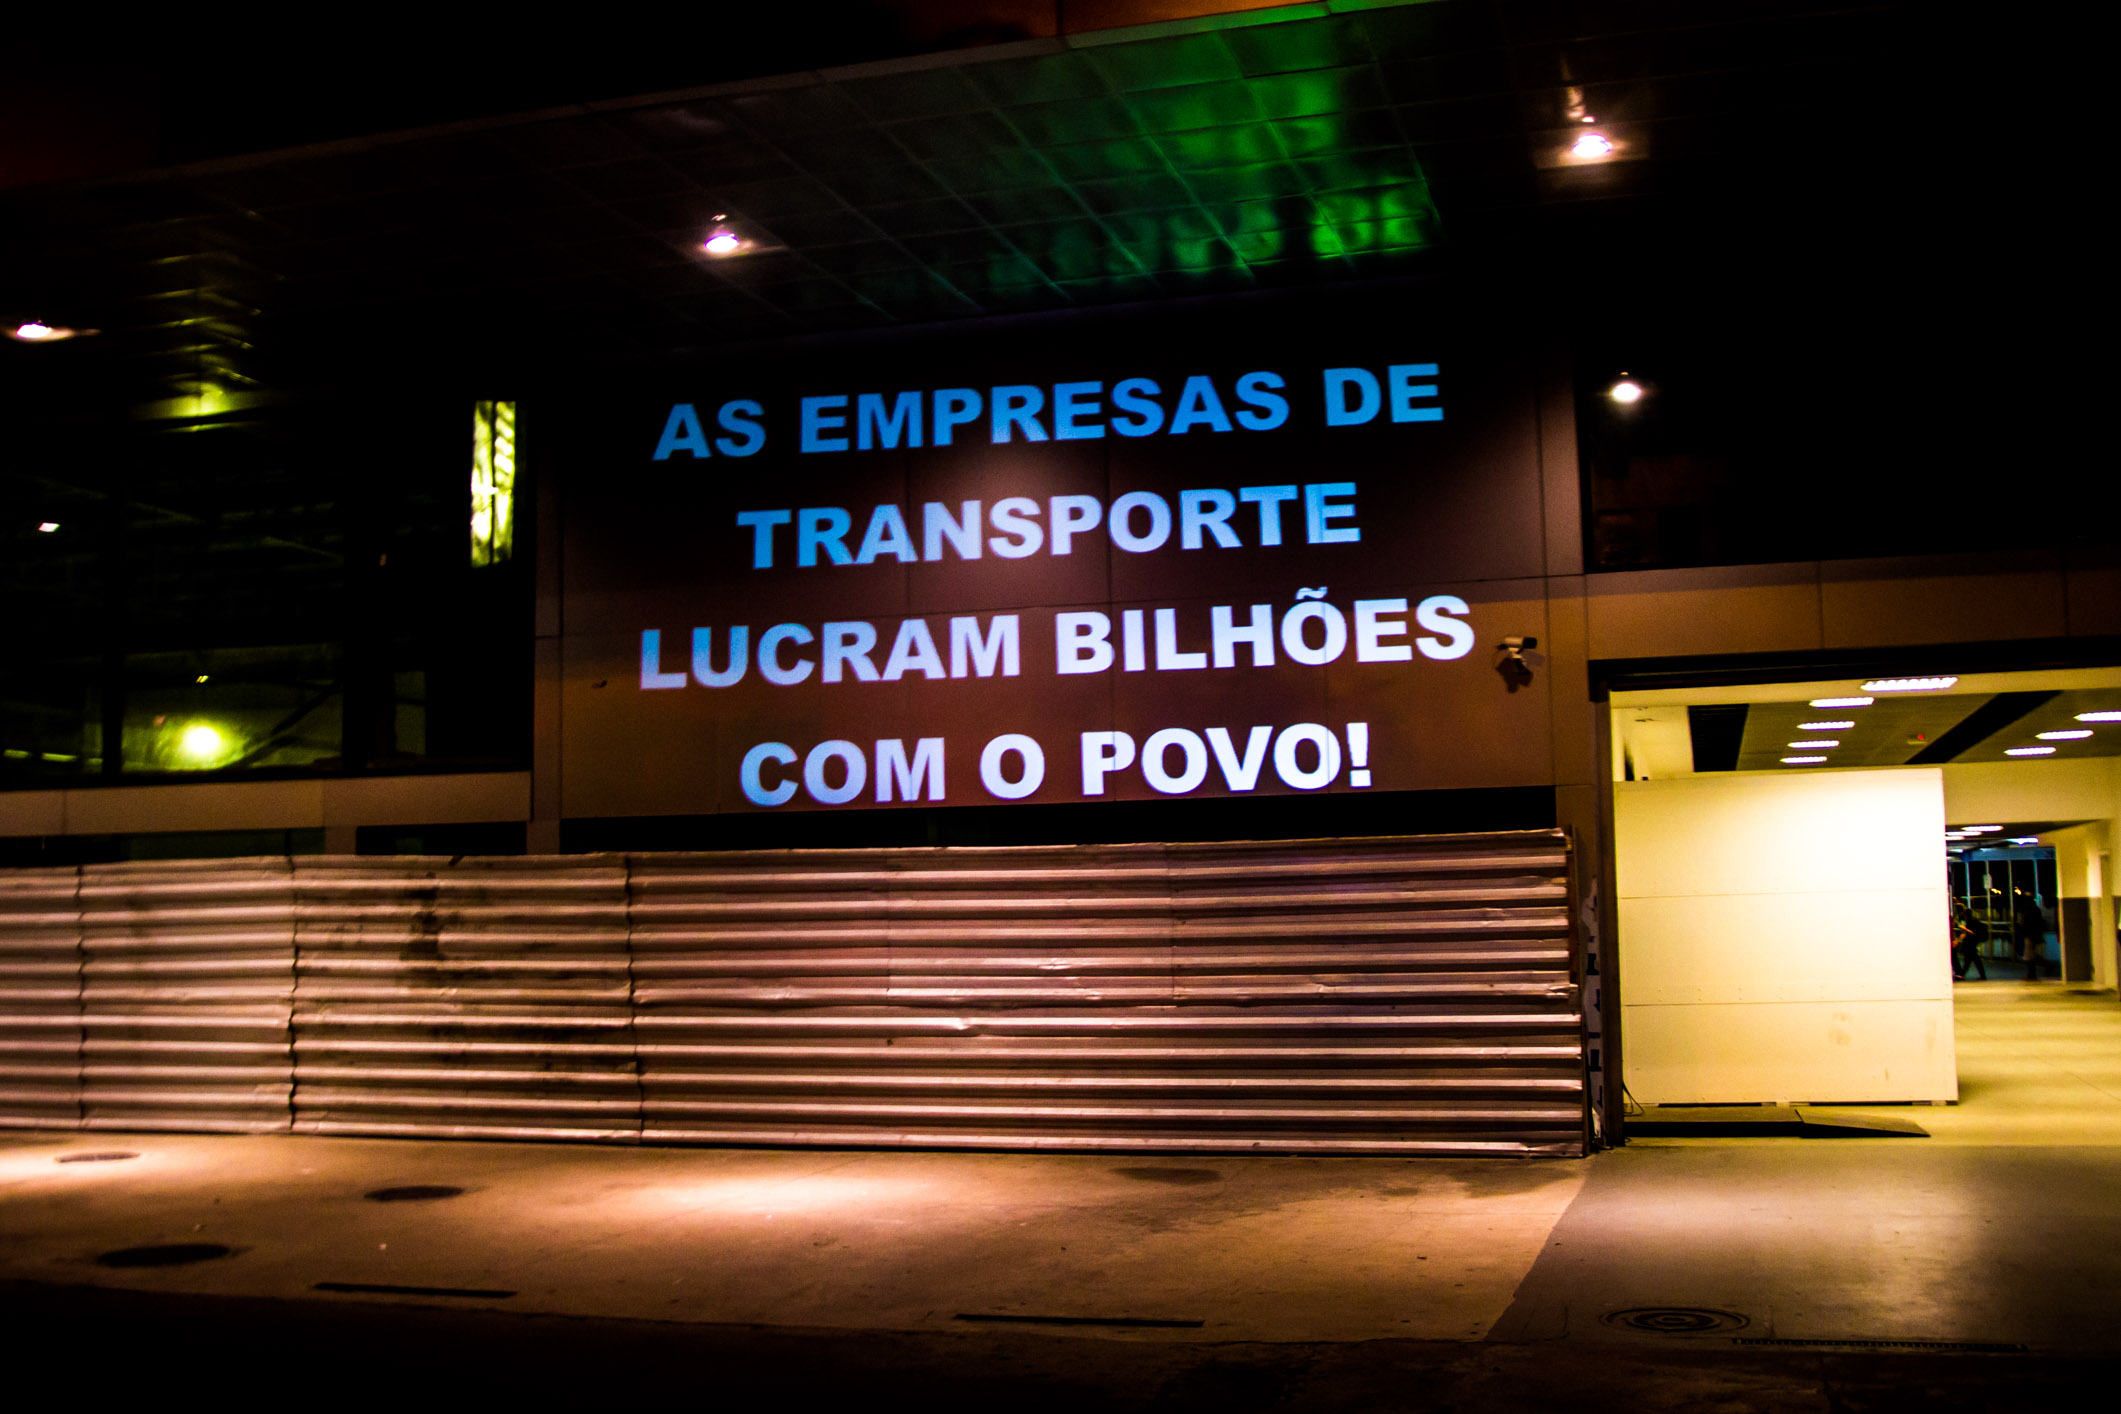 AS EMPRESAS DE
TRANSPORTE
LUCRAM BILHÕES
COM O POVO!